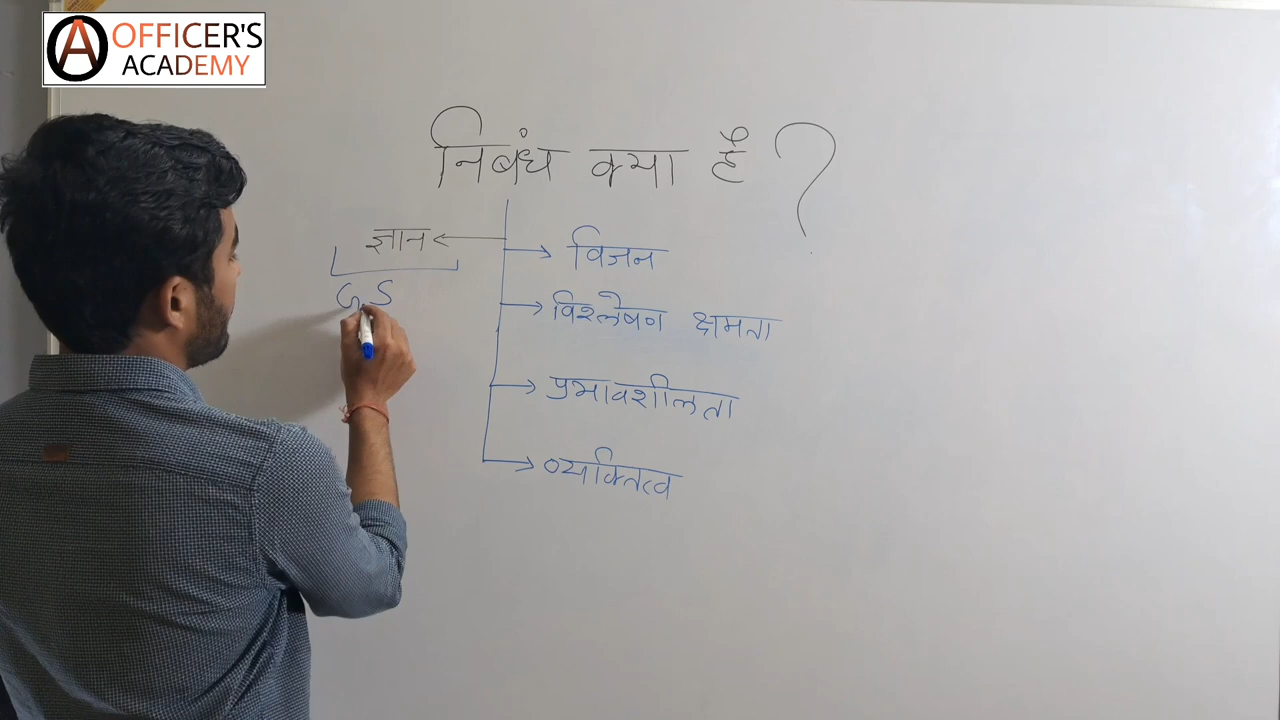 A OFFICER'S
ACADEMY
निबंध क्या है ?
ज्ञान
GS
विजन
विश्लेषण क्षमता
प्रभावशीलता
व्यक्तित्व